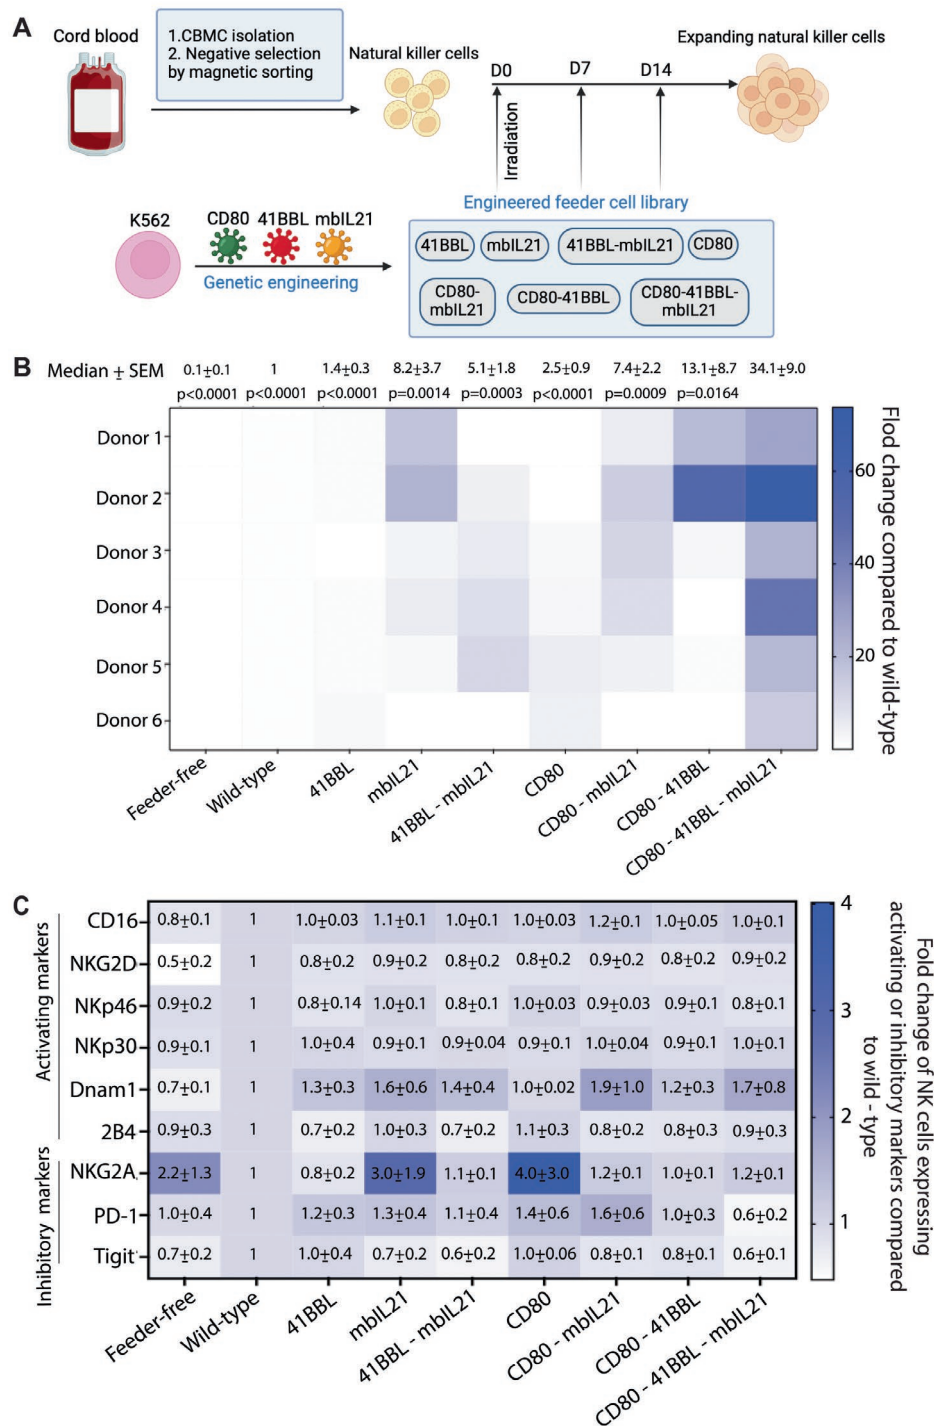 A
Cord blood
1.CBMC isolation
2. Negative selection
by magnetic sorting
Natural killer cells
D0
D7
D14
Expanding natural killer cells
Irradiation
K562
CD80
41BBL
mbIL21
Genetic engineering
Engineered feeder cell library
41BBL
mbIL21
41BBL-mbIL21
CD80
CD80-
mbIL21
CD80-41BBL
CD80-41BBL-
mbIL21
B
Median ± SEM 0.1±0.1 1 1.4±0.3 8.2±3.7 5.1±1.8 2.5±0.9 7.4±2.2 13.1±8.7 34.1±9.0
p<0.0001 p<0.0001 p<0.0001 p=0.0014 p=0.0003 p<0.0001 p=0.0009 p=0.0164
Donor 1
Donor 2
Donor 3
Donor 4
Donor 5
Donor 6
Feeder-free
Wild-type
41BBL
mbIL21
41BBL - mbIL21
CD80
CD80 - mbIL21
CD80 - 41BBL
CD80 - 41BBL - mbIL21
60
40
20
Flod change compared to wild-type
C
Activating markers
Inhibitory markers
CD16 0.8±0.1 1 1.0±0.03 1.1±0.1 1.0±0.1 1.0±0.03 1.2±0.1 1.0±0.05 1.0±0.1
NKG2D 0.5±0.2 1 0.8±0.2 0.9±0.2 0.8±0.2 0.8±0.2 0.9±0.2 0.8±0.2 0.9±0.2
NKp46 0.9±0.2 1 0.8±0.14 1.0±0.1 0.8±0.1 1.0±0.03 0.9±0.03 0.9±0.1 0.8±0.1
NKp30 0.9±0.1 1 1.0±0.4 0.9±0.1 0.9±0.04 0.9±0.1 1.0±0.04 0.9±0.1 1.0±0.1
Dnam1 0.7±0.1 1 1.3±0.3 1.6±0.6 1.4±0.4 1.0±0.02 1.9±1.0 1.2±0.3 1.7±0.8
2B4 0.9±0.3 1 0.7±0.2 1.0±0.3 0.7±0.2 1.1±0.3 0.8±0.2 0.8±0.3 0.9±0.3
NKG2A 2.2±1.3 1 0.8±0.2 3.0±1.9 1.1±0.1 4.0±3.0 1.2±0.1 1.0±0.1 1.2±0.1
PD-1 1.0±0.4 1 1.2±0.3 1.3±0.4 1.1±0.4 1.4±0.6 1.6±0.6 1.0±0.3 0.6±0.2
Tigit 0.7±0.2 1 1.0±0.4 0.7±0.2 0.6±0.2 1.0±0.06 0.8±0.1 0.8±0.1 0.6±0.1
Feeder-free
Wild-type
41BBL
mbIL21
41BBL - mbIL21
CD80
CD80 - mbIL21
CD80 - 41BBL
CD80 - 41BBL - mbIL21
4
3
2
1
Fold change of NK cells expressing
activating or inhibitory markers compared
to wild - type